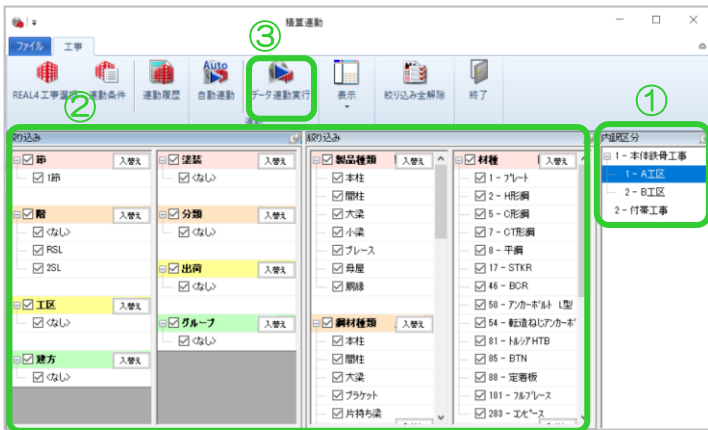 積算連動
③
ファイル 工事
REAL4工事選択 連動条件 連動履歴 自動連動 データ連動実行 表示 絞り込み全解除 終了
Auto
連動
②
①
絞り込み
節 入替え
1節
階 入替え
<なし>
RSL
2SL
工区 入替え
<なし>
建方 入替え
<なし>
塗装 入替え
<なし>
分類 入替え
<なし>
出荷 入替え
<なし>
グループ 入替え
<なし>
絞り込み
製品種類 入替え
本柱
間柱
大梁
小梁
ブレース
母屋
胴縁
鋼材種類 入替え
本柱
間柱
大梁
ブラケット
片持ち梁
材種 入替え
1 - プレート
2 - H形鋼
5 - C形鋼
7 - CT形鋼
8 - 平鋼
17 - STKR
46 - BCR
50 - アンカーボルト L型
54 - 転造ねじアンカーボ
81 - トルシアHTB
85 - BTN
88 - 定着板
101 - フルブレース
283 - エピース
内訳区分
1 - 本体鉄骨工事
1 - A工区
2 - B工区
2 - 付帯工事